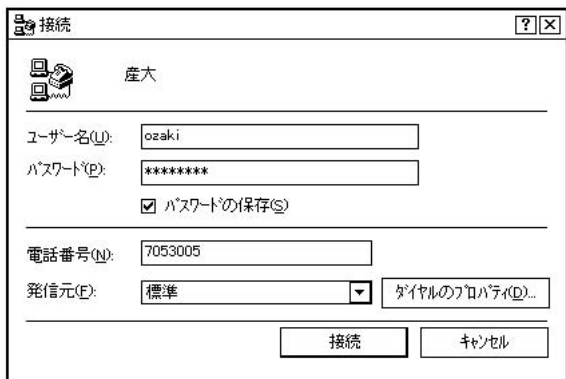 接続
産大
ユーザー名(U): ozaki
パスワード(P): ********
パスワードの保存(S)
電話番号(N): 7053005
発信元(F): 標準 ダイヤルのプロパティ(D)...
接続 キャンセル